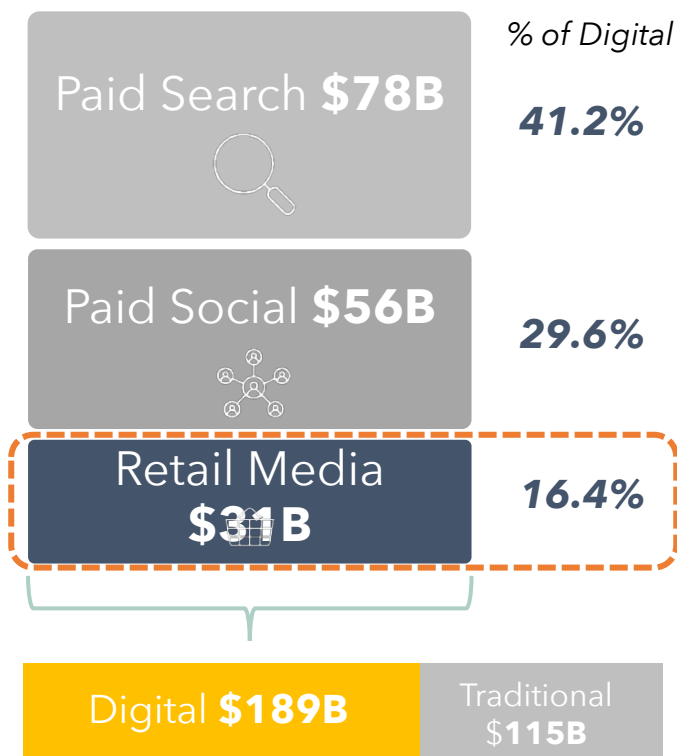 % of Digital
Paid Search $78B
41.2%
Paid Social $56B
29.6%
Retail Media
$31B
16.4%
Digital $189B
Traditional
$115B